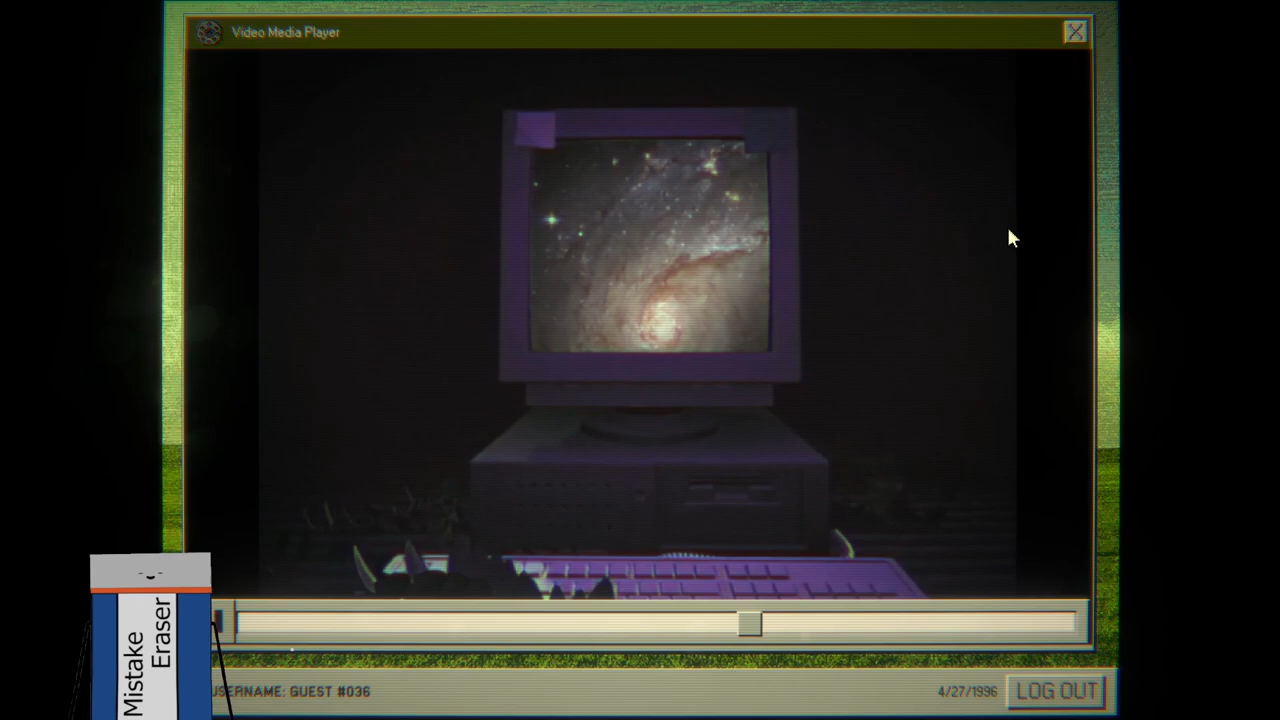 Video Media Player
Mistake
Eraser
USERNAME: GUEST #036
4/27/1996
LOG OUT